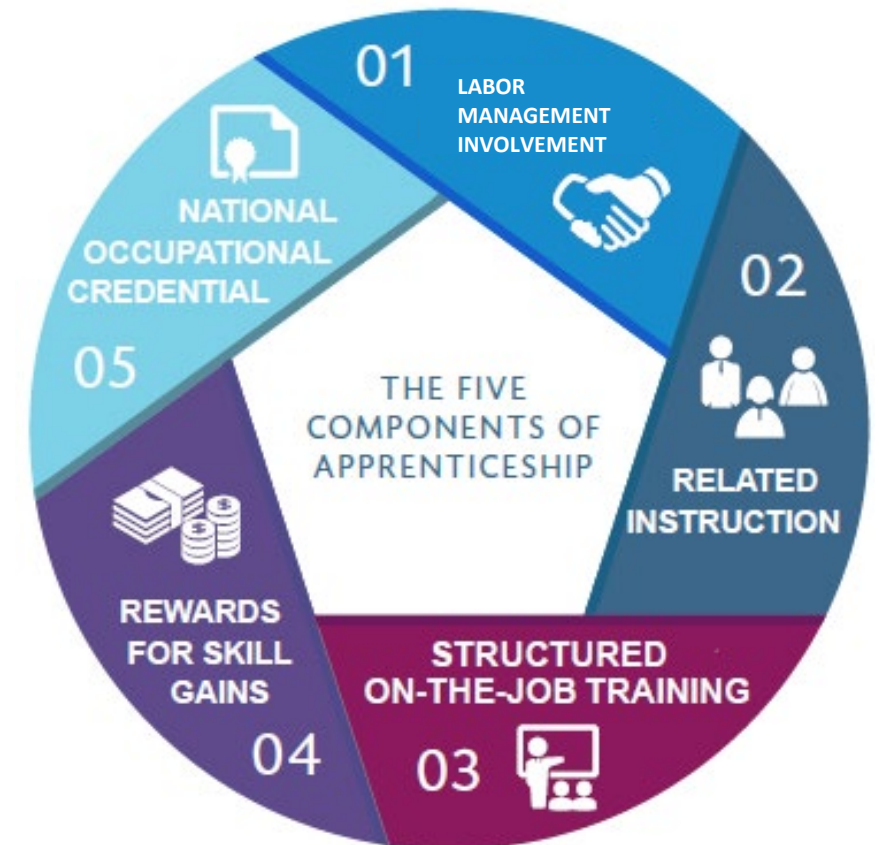 01
LABOR
MANAGEMENT
INVOLVEMENT
02
RELATED
INSTRUCTION
STRUCTURED
ON-THE-JOB TRAINING
03
REWARDS
FOR SKILL
GAINS
04
NATIONAL
OCCUPATIONAL
CREDENTIAL
05
THE FIVE
COMPONENTS OF
APPRENTICESHIP